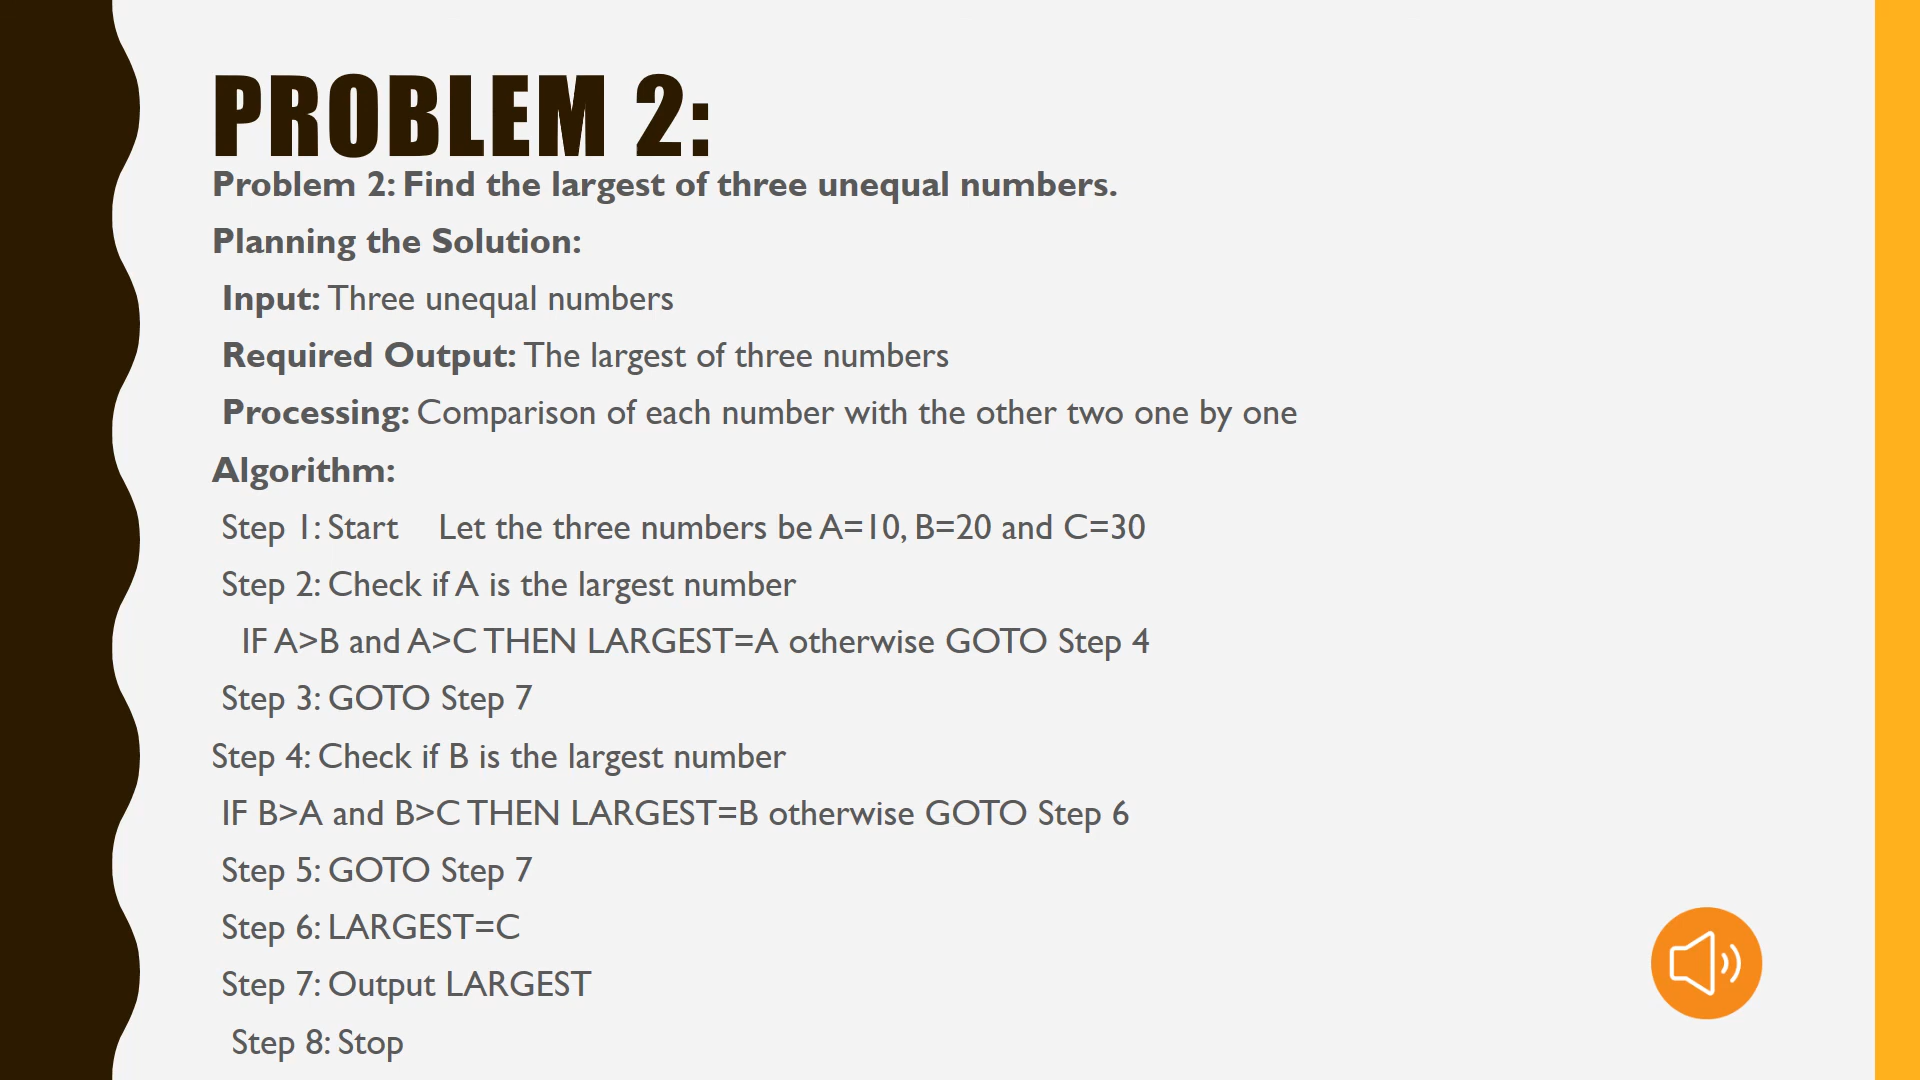 PROBLEM 2:
Problem 2: Find the largest of three unequal numbers.
Planning the Solution:
Input: Three unequal numbers
Required Output: The largest of three numbers
Processing: Comparison of each number with the other two one by one
Algorithm:
Step 1: Start Let the three numbers be A=10, B=20 and C=30
Step 2: Check if A is the largest number
IF A>B and A>C THEN LARGEST=A otherwise GOTO Step 4
Step 3: GOTO Step 7
Step 4: Check if B is the largest number
IF B>A and B>C THEN LARGEST=B otherwise GOTO Step 6
Step 5: GOTO Step 7
Step 6: LARGEST=C
Step 7: Output LARGEST
Step 8: Stop